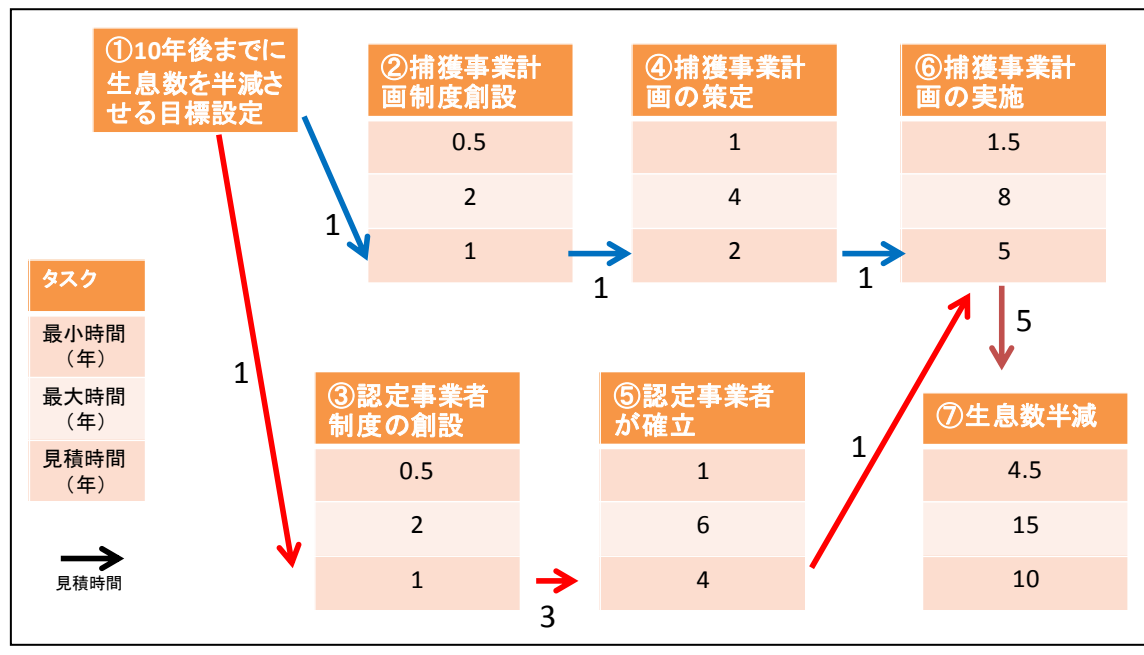 ①10年後までに
生息数を半減さ
せる目標設定
②捕獲事業計
画制度創設
0.5
2
1
④捕獲事業計
画の策定
1
4
2
⑥捕獲事業計
画の実施
1.5
8
5
1
1
1
5
タスク
最小時間
（年）
最大時間
（年）
見積時間
（年）
見積時間
1
③認定事業者
制度の創設
0.5
2
1
3
⑤認定事業者
が確立
1
6
4
1
⑦生息数半減
4.5
15
10